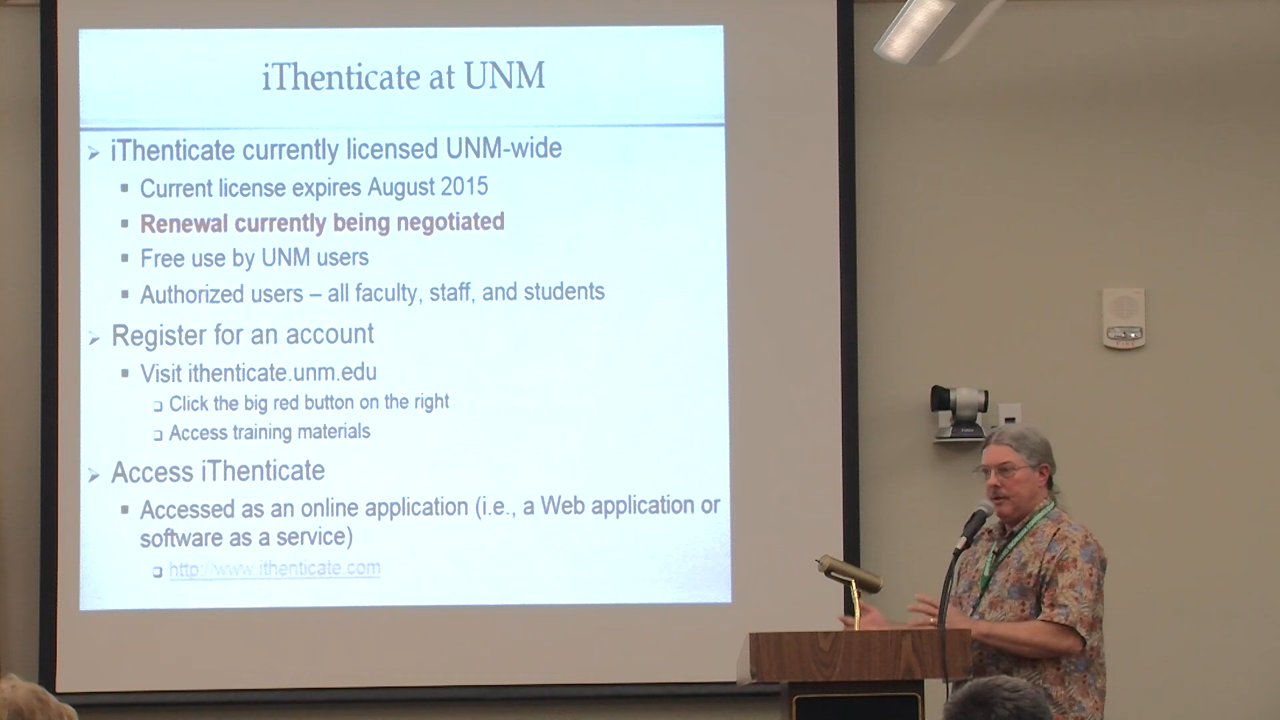 iThenticate at UNM
iThenticate currently licensed UNM-wide
Current license expires August 2015
Renewal currently being negotiated
Free use by UNM users
Authorized users – all faculty, staff, and students
Register for an account
Visit ithenticate.unm.edu
Click the big red button on the right
Access training materials
Access iThenticate
Accessed as an online application (i.e., a Web application or
software as a service)
http://www.ithenticate.com